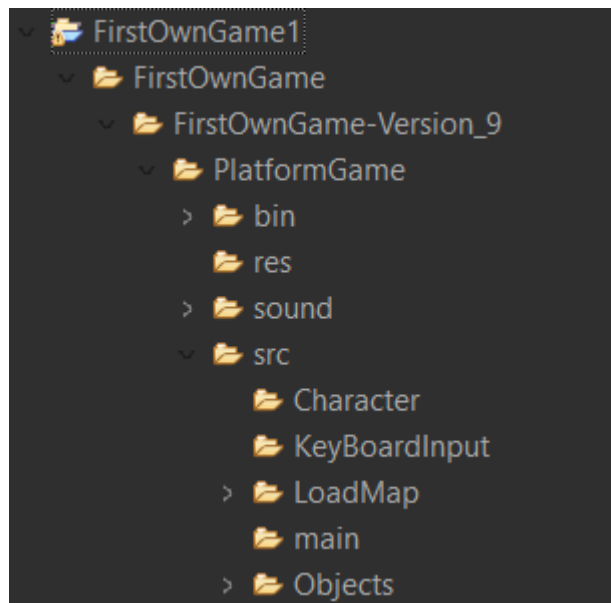 FirstOwnGame1
FirstOwnGame
FirstOwnGame-Version_9
PlatformGame
bin
res
sound
src
Character
KeyBoardInput
LoadMap
main
Objects